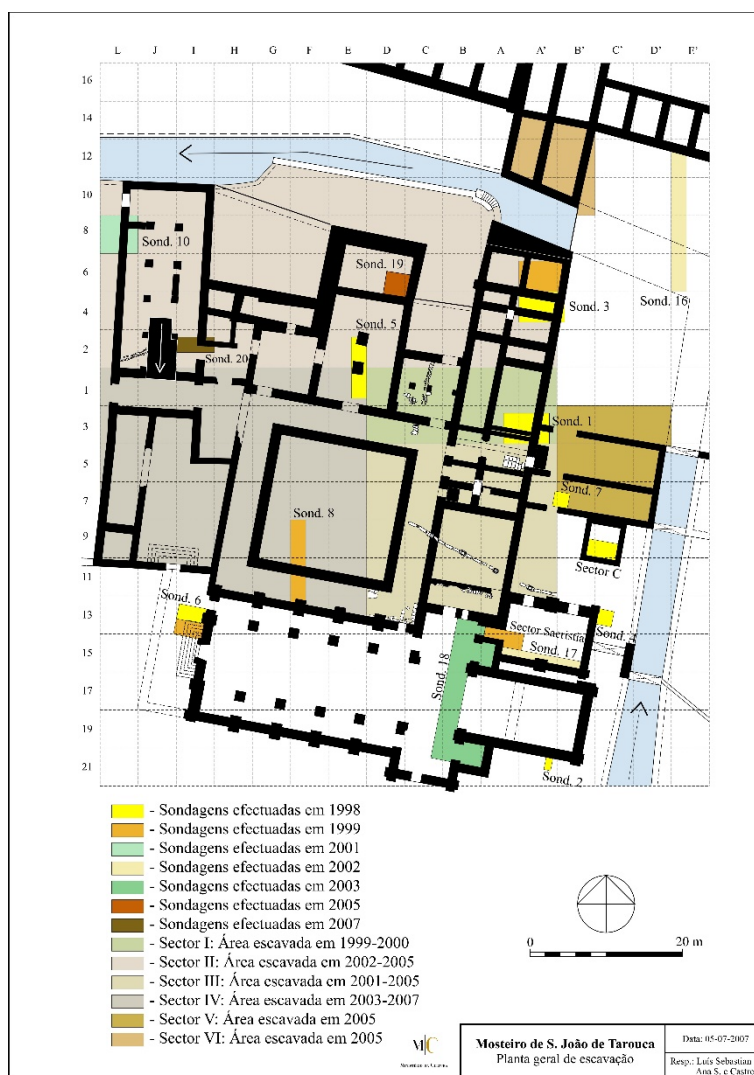 L J I H G F E D C B A A' B' C' D' E'
16
14
12
10
8
6
4
2
1
3
5
7
9
11
13
15
17
19
21
Sond. 10
Sond. 19
Sond. 3
Sond. 16
Sond. 5
Sond. 20
Sond. 1
Sond. 7
Sond. 8
Sector C
Sond. 6
Sond. 4
Sector Sacristia
Sond. 17
Sond. 18
Sond. 2
- Sondagens efectuadas em 1998
- Sondagens efectuadas em 1999
- Sondagens efectuadas em 2001
- Sondagens efectuadas em 2002
- Sondagens efectuadas em 2003
- Sondagens efectuadas em 2005
- Sondagens efectuadas em 2007
- Sector I: Área escavada em 1999-2000
- Sector II: Área escavada em 2002-2005
- Sector III: Área escavada em 2001-2005
- Sector IV: Área escavada em 2003-2007
- Sector V: Área escavada em 2005
- Sector VI: Área escavada em 2005
0 20 m
M|C
Mosteiro de S. João de Tarouca
Planta geral de escavação
Data: 05-07-2007
Resp.: Luís Sebastian
Ana S. e Castro